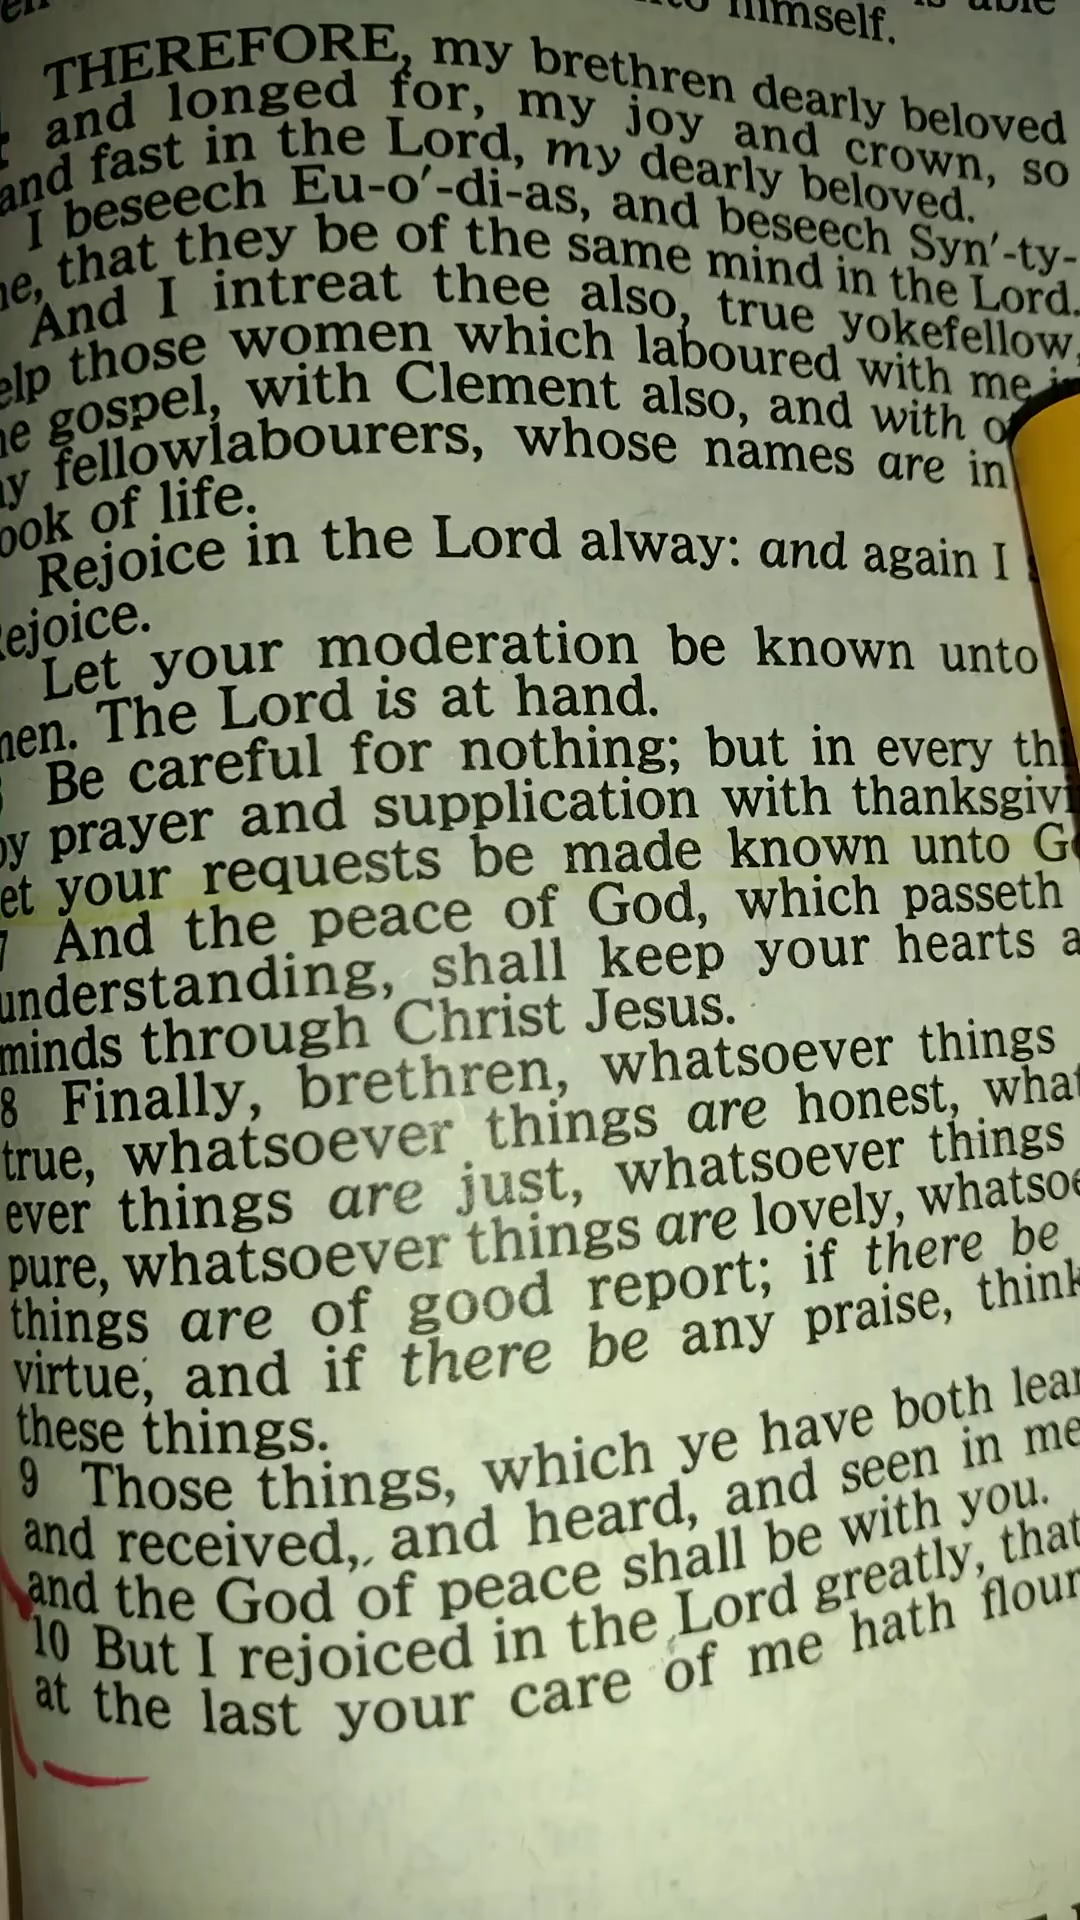 himself.
THEREFORE, my brethren dearly beloved
and longed for, my joy and crown, so
and fast in the Lord, my dearly beloved.
I beseech Eu-o′-di-as, and beseech Syn′-ty-
he, that they be of the same mind in the Lord.
And I intreat thee also, true yokefellow,
elp those women which laboured with me
he gospel, with Clement also, and with
y fellowlabourers, whose names are in
ook of life.
Rejoice in the Lord alway: and again I
ejoice.
Let your moderation be known unto
men. The Lord is at hand.
Be careful for nothing; but in every thi
by prayer and supplication with thanksgivi
et your requests be made known unto G
7 And the peace of God, which passeth
understanding, shall keep your hearts a
minds through Christ Jesus.
8 Finally, brethren, whatsoever things
true, whatsoever things are honest, what
ever things are just, whatsoever things
pure, whatsoever things are lovely, whatsoe
things are of good report; if there be
virtue, and if there be any praise, think
these things.
9 Those things, which ye have both lear
and received, and heard, and seen in me
and the God of peace shall be with you.
10 But I rejoiced in the Lord greatly, that
at the last your care of me hath flour